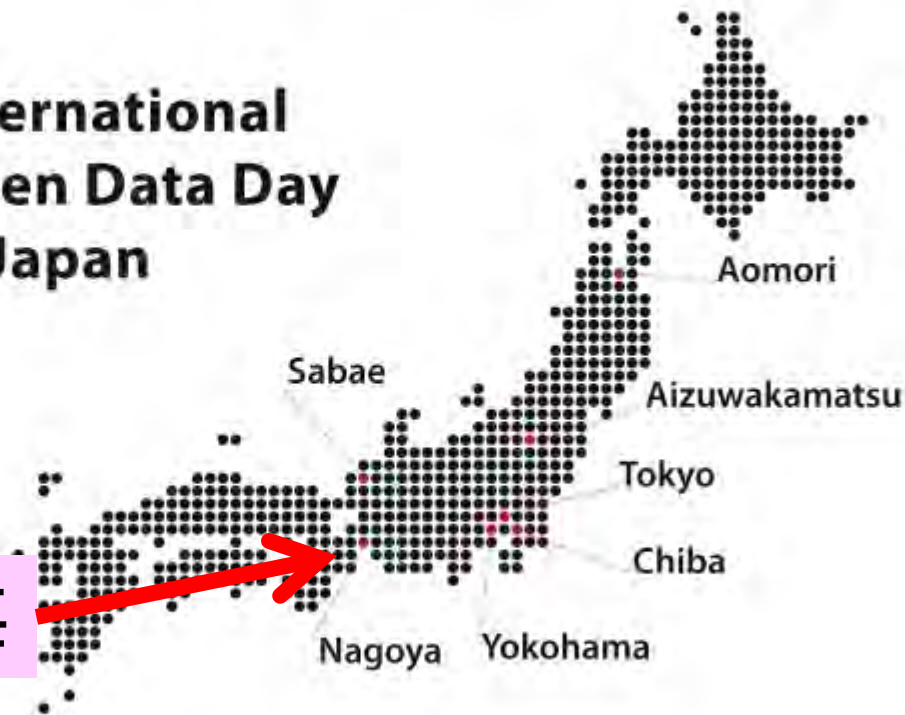 ernational
en Data Day
Japan
Aomori
Sabae
Aizuwakamatsu
Tokyo
Chiba
Nagoya
Yokohama